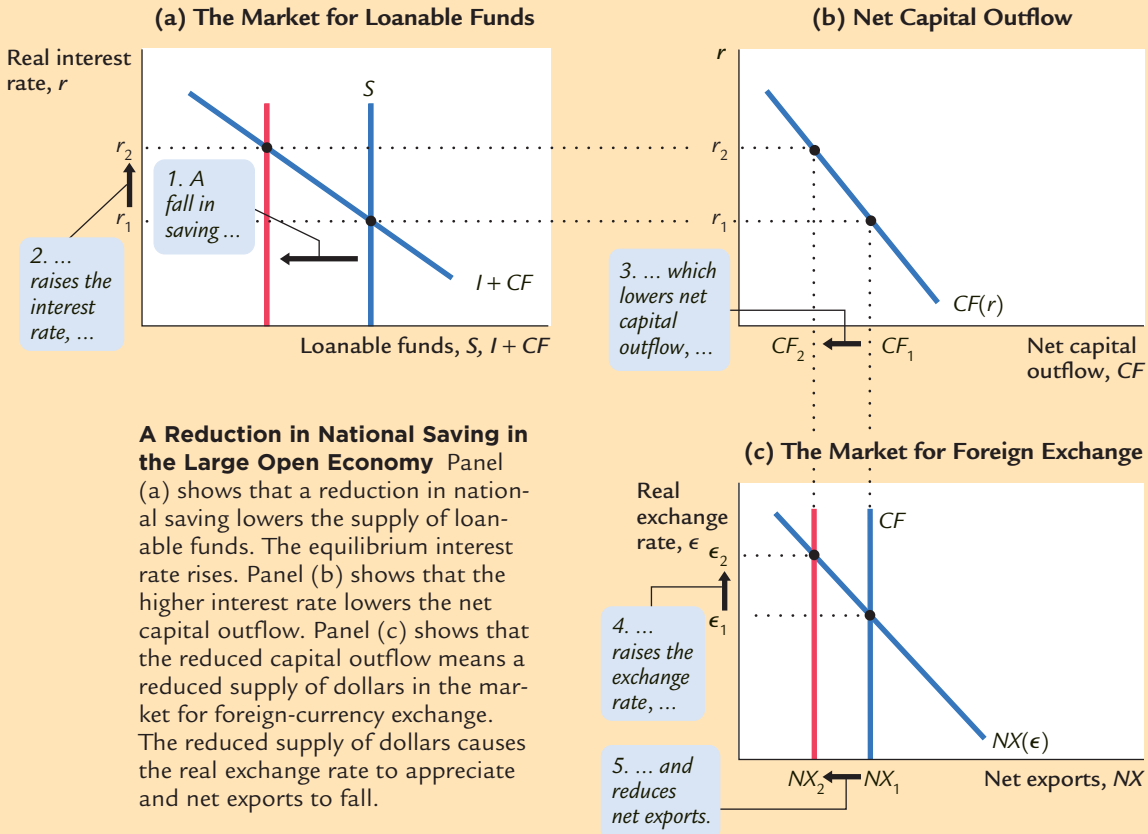 (a) The Market for Loanable Funds
Real interest
rate, r
S
r₂
r₁
1. A
fall in
saving ...
2. ...
raises the
interest
rate, ...
I + CF
Loanable funds, S, I + CF
(b) Net Capital Outflow
r
r₂
r₁
3. ... which
lowers net
capital
outflow, ...
CF(r)
CF₂
CF₁
Net capital
outflow, CF
A Reduction in National Saving in
the Large Open Economy Panel
(a) shows that a reduction in nation-
al saving lowers the supply of loan-
able funds. The equilibrium interest
rate rises. Panel (b) shows that the
higher interest rate lowers the net
capital outflow. Panel (c) shows that
the reduced capital outflow means a
reduced supply of dollars in the mar-
ket for foreign-currency exchange.
The reduced supply of dollars causes
the real exchange rate to appreciate
and net exports to fall.
(c) The Market for Foreign Exchange
Real
exchange
rate, ϵ
CF
ϵ₂
ϵ₁
4. ...
raises the
exchange
rate, ...
NX(ϵ)
5. ... and
reduces
net exports.
NX₂
NX₁
Net exports, NX